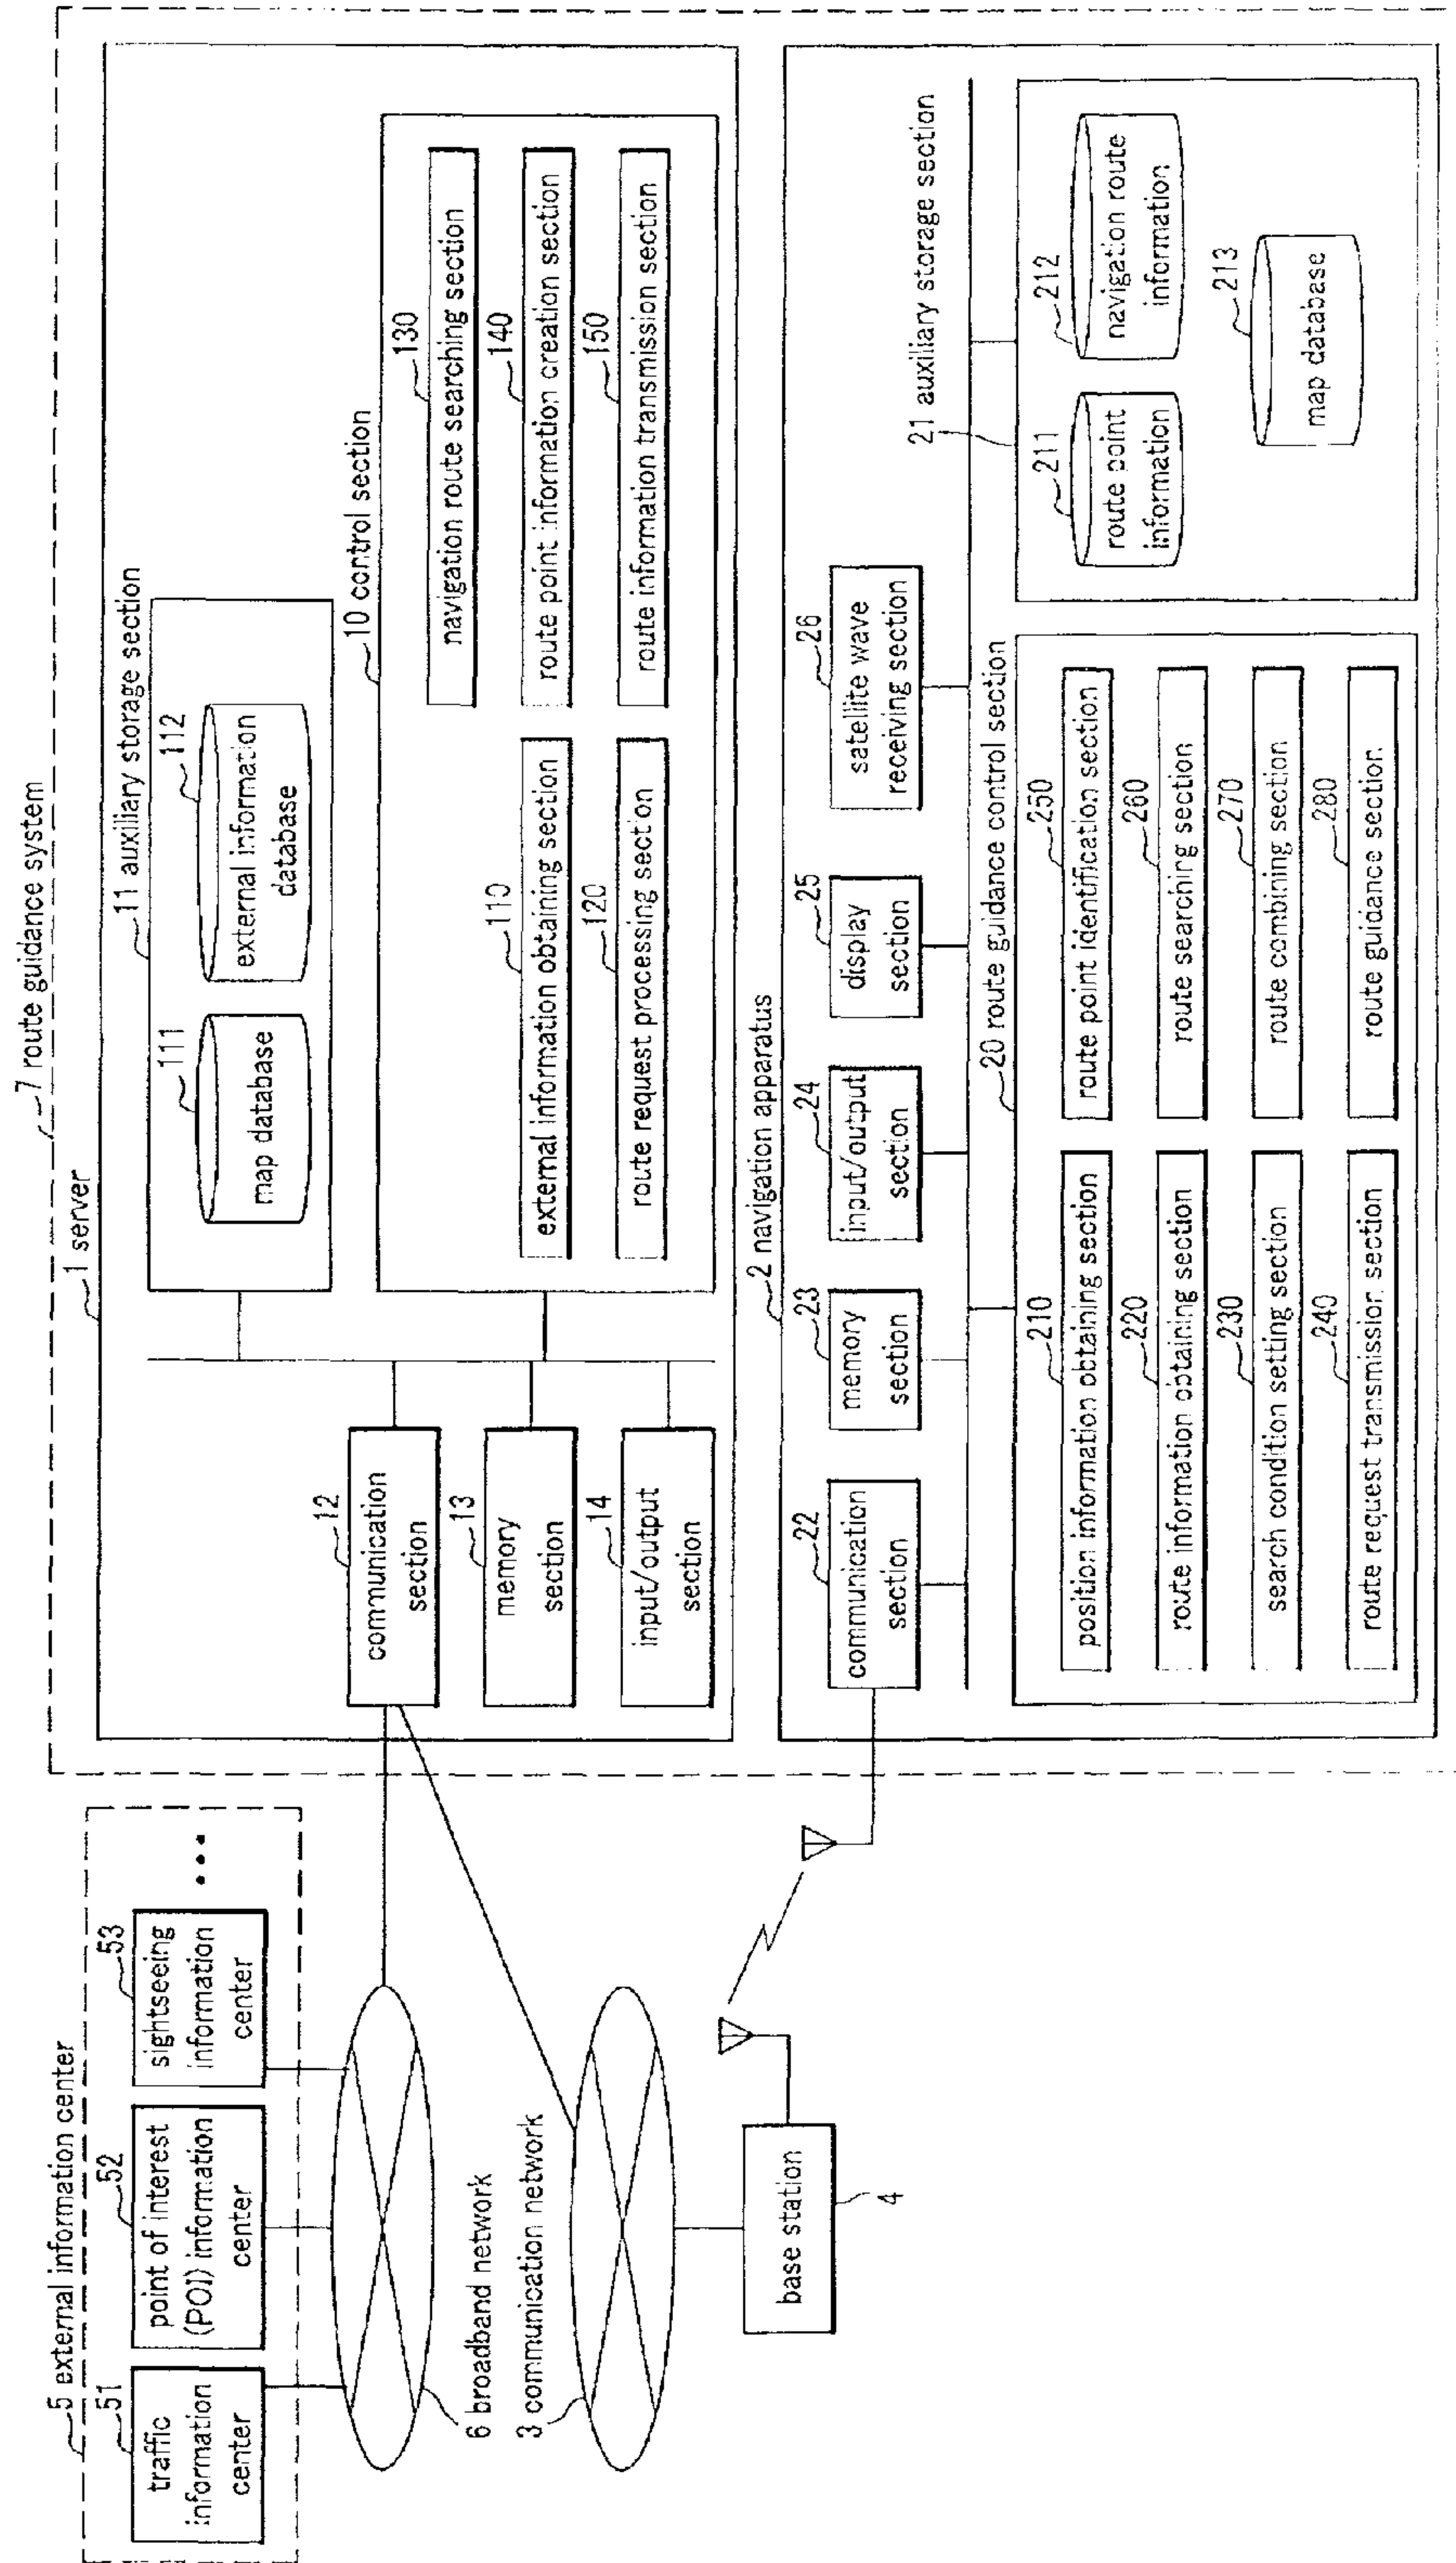 7 route guidance system
5 external information center
51
traffic
information
center
52
point of interest
(POI) information
center
53
sightseeing
information
center
...
6 broadband network
3 communication network
base station
4
1 server
12
communication
section
13
memory
section
14
input/output
section
11 auxiliary storage section
111
map database
112
external information
database
10 control section
110
external information obtaining section
120
route request processing section
130
navigation route searching section
140
route point information creation section
150
route information transmission section
2 navigation apparatus
22
communication
section
23
memory
section
24
input/output
section
25
display
section
26
satellite wave
receiving section
20 route guidance control section
210
position information obtaining section
220
route information obtaining section
230
search condition setting section
240
route request transmission section
250
route point identification section
260
route searching section
270
route combining section
280
route guidance section
21 auxiliary storage section
211
route point
information
212
navigation route
information
213
map database